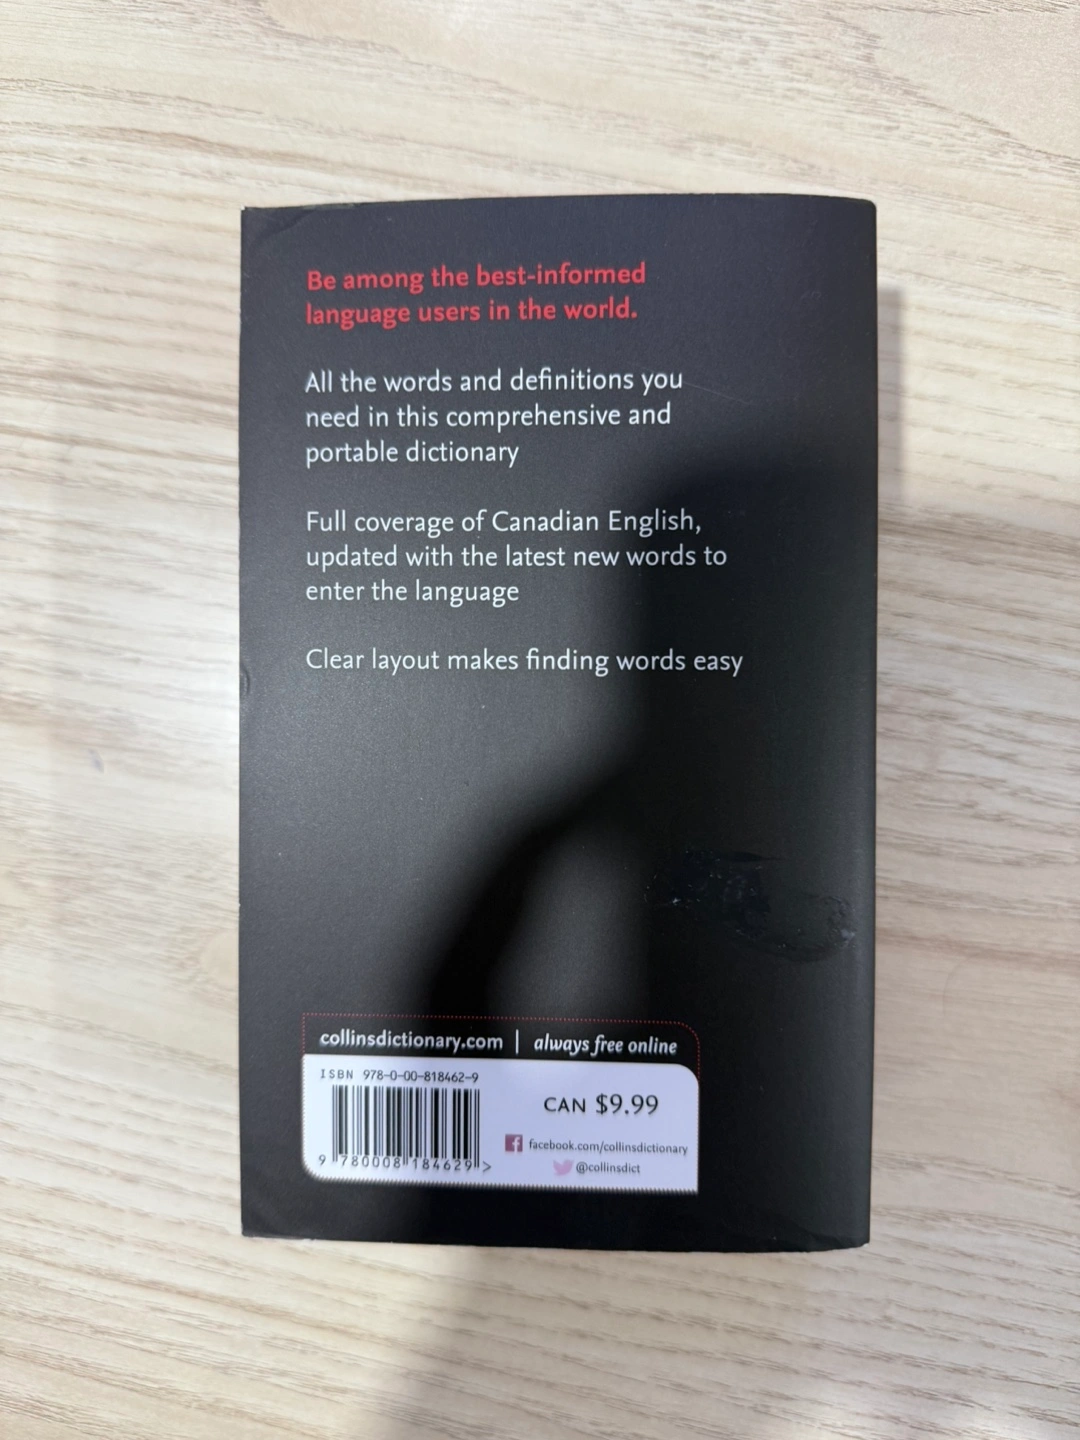 Be among the best-informed
language users in the world.
All the words and definitions you
need in this comprehensive and
portable dictionary
Full coverage of Canadian English,
updated with the latest new words to
enter the language
Clear layout makes finding words easy
collinsdictionary.com | always free online
ISBN 978-0-00-818462-9
9 780008 184629 >
CAN $9.99
facebook.com/collinsdictionary
@collinsdict